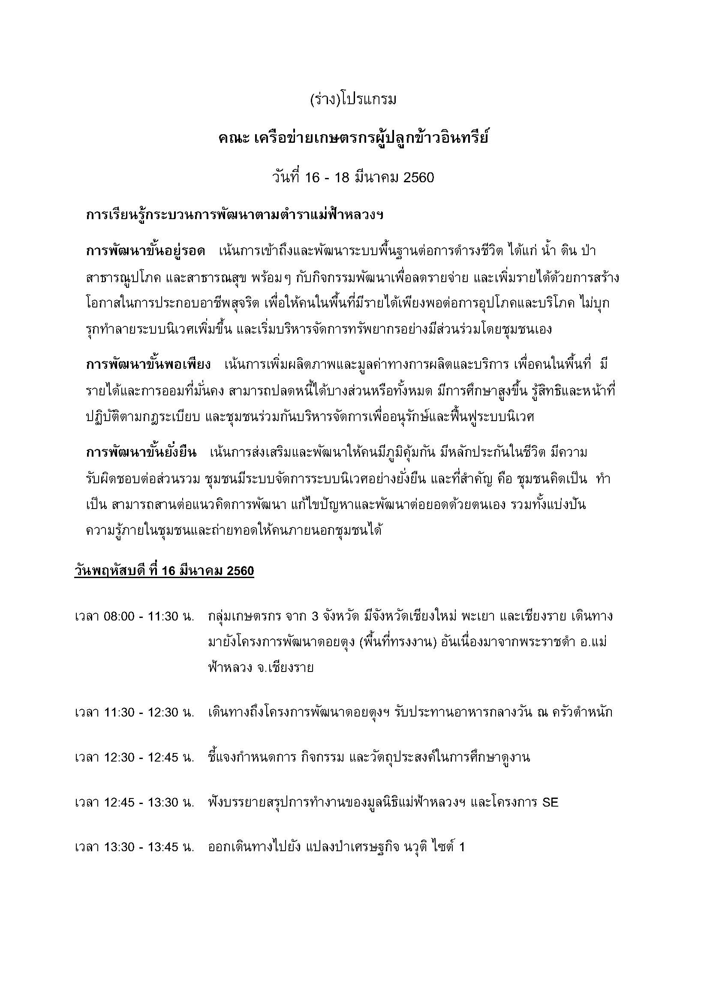 (ร่าง)โปรแกรม
คณะ เครือข่ายเกษตรกรผู้ปลูกข้าวอินทรีย์
วันที่ 16 - 18 มีนาคม 2560
การเรียนรู้กระบวนการพัฒนาตามตำราแม่ฟ้าหลวงฯ
การพัฒนาขั้นอยู่รอด เน้นการเข้าถึงและพัฒนาระบบพื้นฐานต่อการดำรงชีวิต ได้แก่ น้ำ ดิน ป่า
สาธารณูปโภค และสาธารณสุข พร้อมๆ กับกิจกรรมพัฒนาเพื่อลดรายจ่าย และเพิ่มรายได้ด้วยการสร้าง
โอกาสในการประกอบอาชีพสุจริต เพื่อให้คนในพื้นที่มีรายได้เพียงพอต่อการอุปโภคและบริโภค ไม่บุก
รุกทำลายระบบนิเวศเพิ่มขึ้น และเริ่มบริหารจัดการทรัพยากรอย่างมีส่วนร่วมโดยชุมชนเอง
การพัฒนาขั้นพอเพียง เน้นการเพิ่มผลิตภาพและมูลค่าทางการผลิตและบริการ เพื่อคนในพื้นที่ มี
รายได้และการออมที่มั่นคง สามารถปลดหนี้ได้บางส่วนหรือทั้งหมด มีการศึกษาสูงขึ้น รู้สิทธิและหน้าที่
ปฏิบัติตามกฎระเบียบ และชุมชนร่วมกันบริหารจัดการเพื่ออนุรักษ์และฟื้นฟูระบบนิเวศ
การพัฒนาขั้นยั่งยืน เน้นการส่งเสริมและพัฒนาให้คนมีภูมิคุ้มกัน มีหลักประกันในชีวิต มีความ
รับผิดชอบต่อส่วนรวม ชุมชนมีระบบจัดการระบบนิเวศอย่างยั่งยืน และที่สำคัญ คือ ชุมชนคิดเป็น ทำ
เป็น สามารถสานต่อแนวคิดการพัฒนา แก้ไขปัญหาและพัฒนาต่อยอดด้วยตนเอง รวมทั้งแบ่งปัน
ความรู้ภายในชุมชนและถ่ายทอดให้คนภายนอกชุมชนได้
วันพฤหัสบดี ที่ 16 มีนาคม 2560
เวลา 08:00 - 11:30 น. กลุ่มเกษตรกร จาก 3 จังหวัด มีจังหวัดเชียงใหม่ พะเยา และเชียงราย เดินทาง
มายังโครงการพัฒนาดอยตุง (พื้นที่ทรงงาน) อันเนื่องมาจากพระราชดำ อ.แม่
ฟ้าหลวง จ.เชียงราย
เวลา 11:30 - 12:30 น. เดินทางถึงโครงการพัฒนาดอยตุงฯ รับประทานอาหารกลางวัน ณ ครัวตำหนัก
เวลา 12:30 - 12:45 น. ชี้แจงกำหนดการ กิจกรรม และวัตถุประสงค์ในการศึกษาดูงาน
เวลา 12:45 - 13:30 น. ฟังบรรยายสรุปการทำงานของมูลนิธิแม่ฟ้าหลวงฯ และโครงการ SE
เวลา 13:30 - 13:45 น. ออกเดินทางไปยัง แปลงป่าเศรษฐกิจ นวุติ ไซต์ 1